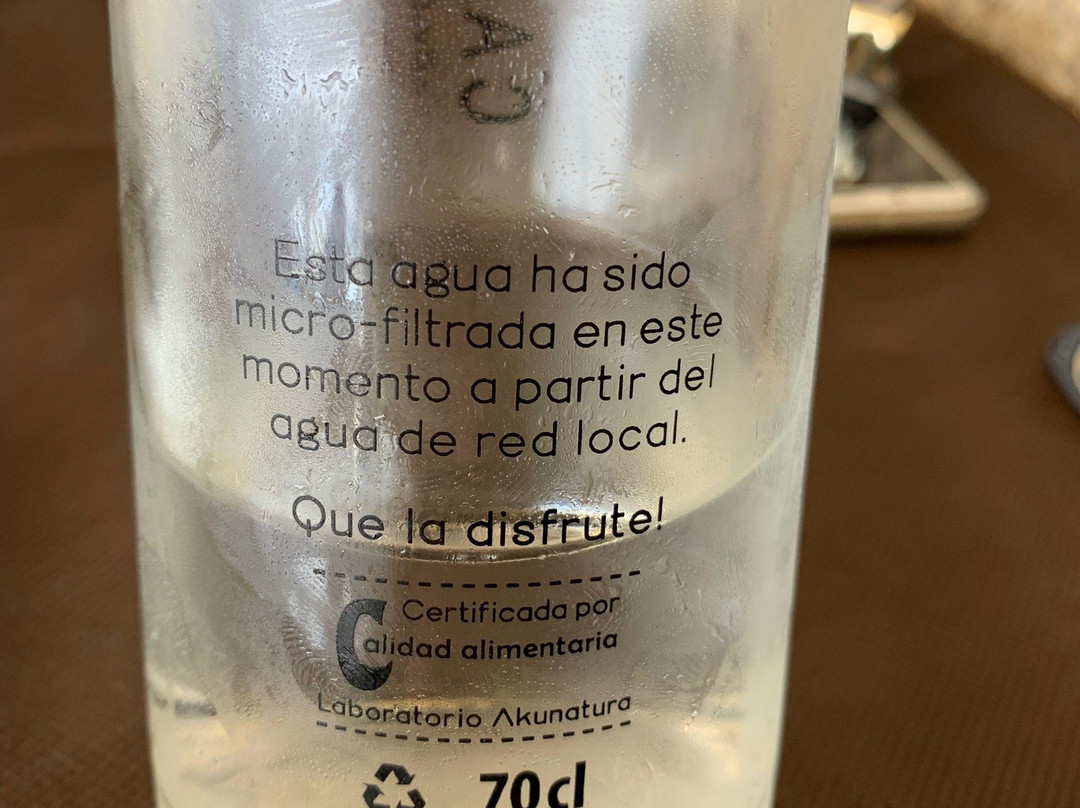 Esta agua ha sido
micro-filtrada en este
momento a partir del
agua de red local.
Que la disfrute!
Certificada por
Calidad alimentaria
Laboratorio Akunatura
70cl